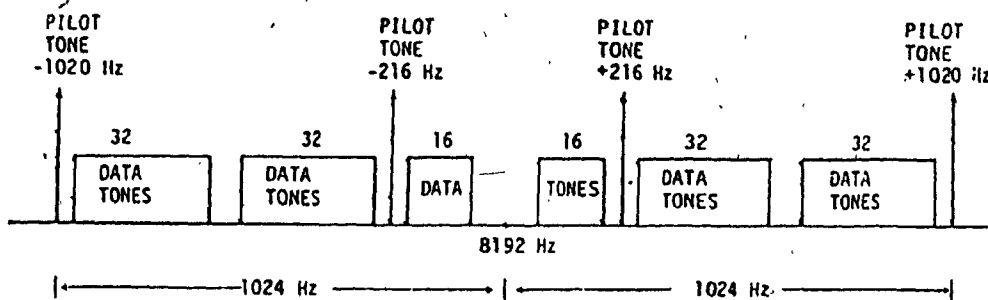 PILOT
TONE
-1020 Hz
PILOT
TONE
-216 Hz
PILOT
TONE
+216 Hz
PILOT
TONE
+1020 Hz
32
32
16
16
32
32
DATA
TONES
DATA
TONES
DATA
TONES
DATA
TONES
DATA
TONES
8192 Hz
1024 Hz
1024 Hz